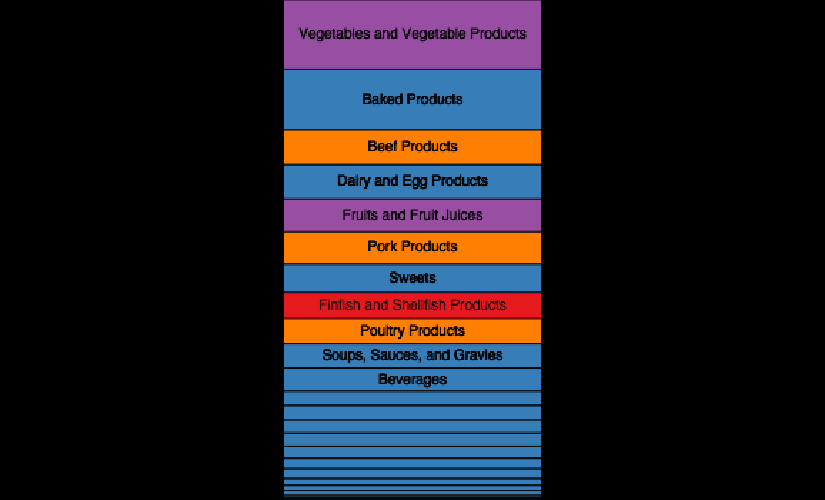 Vegetables and Vegetable Products
Baked Products
Beef Products
Dairy and Egg Products
Fruits and Fruit Juices
Pork Products
Sweets
Finfish and Shellfish Products
Poultry Products
Soups, Sauces, and Gravies
Beverages